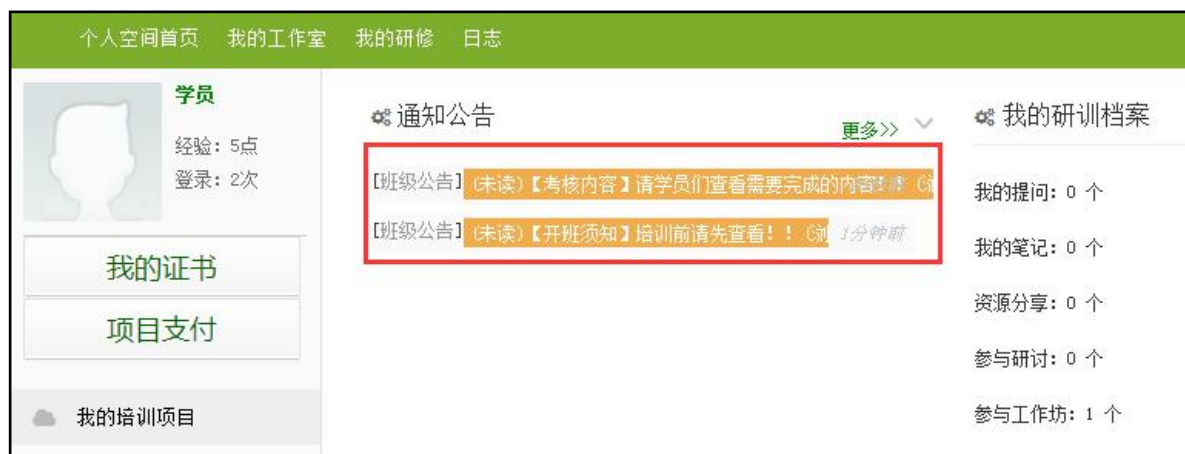 个人空间首页 我的工作室 我的研修 日志
学员
经验: 5点
登录: 2次
我的证书
项目支付
我的培训项目
通知公告
更多>>
[班级公告] (未读)【考核内容】请学员们查看需要完成的内容
[班级公告] (未读)【开班须知】培训前请先查看!! 1分钟前
我的研训档案
我的提问: 0 个
我的笔记: 0 个
资源分享: 0 个
参与研讨: 0 个
参与工作坊: 1 个